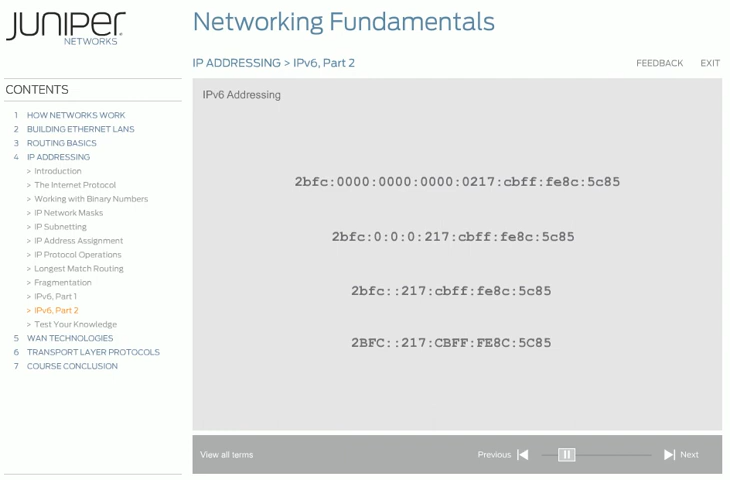 JUNIPER
NETWORKS
Networking Fundamentals
IP ADDRESSING > IPv6, Part 2
FEEDBACK
EXIT
CONTENTS
1 HOW NETWORKS WORK
2 BUILDING ETHERNET LANS
3 ROUTING BASICS
4 IP ADDRESSING
> Introduction
> The Internet Protocol
> Working with Binary Numbers
> IP Network Masks
> IP Subnetting
> IP Address Assignment
> IP Protocol Operations
> Longest Match Routing
> Fragmentation
> IPv6, Part 1
> IPv6, Part 2
> Test Your Knowledge
5 WAN TECHNOLOGIES
6 TRANSPORT LAYER PROTOCOLS
7 COURSE CONCLUSION
IPv6 Addressing
2bfc:0000:0000:0000:0217:cbff:fe8c:5c85
2bfc:0:0:0:217:cbff:fe8c:5c85
2bfc::217:cbff:fe8c:5c85
2BFC::217:CBFF:FE8C:5C85
View all terms
Previous
Next